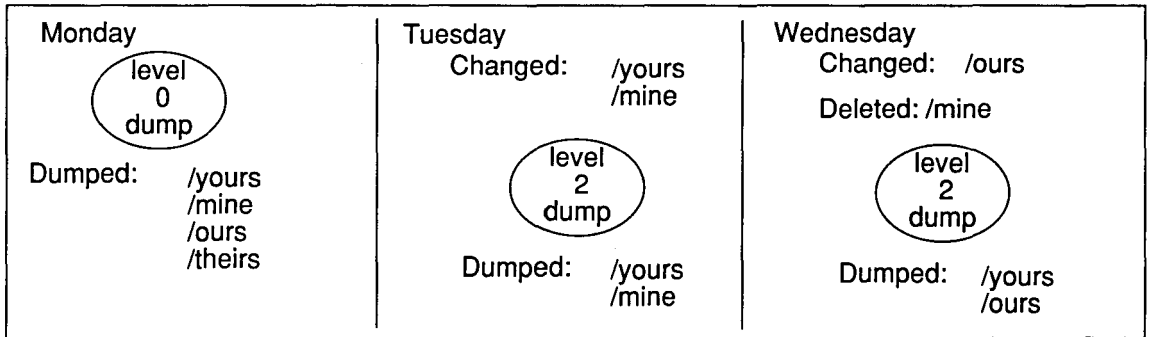 Monday
level
0
dump
Dumped: /yours
/mine
/ours
/theirs
Tuesday
Changed: /yours
/mine
level
2
dump
Dumped: /yours
/mine
Wednesday
Changed: /ours
Deleted: /mine
level
2
dump
Dumped: /yours
/ours